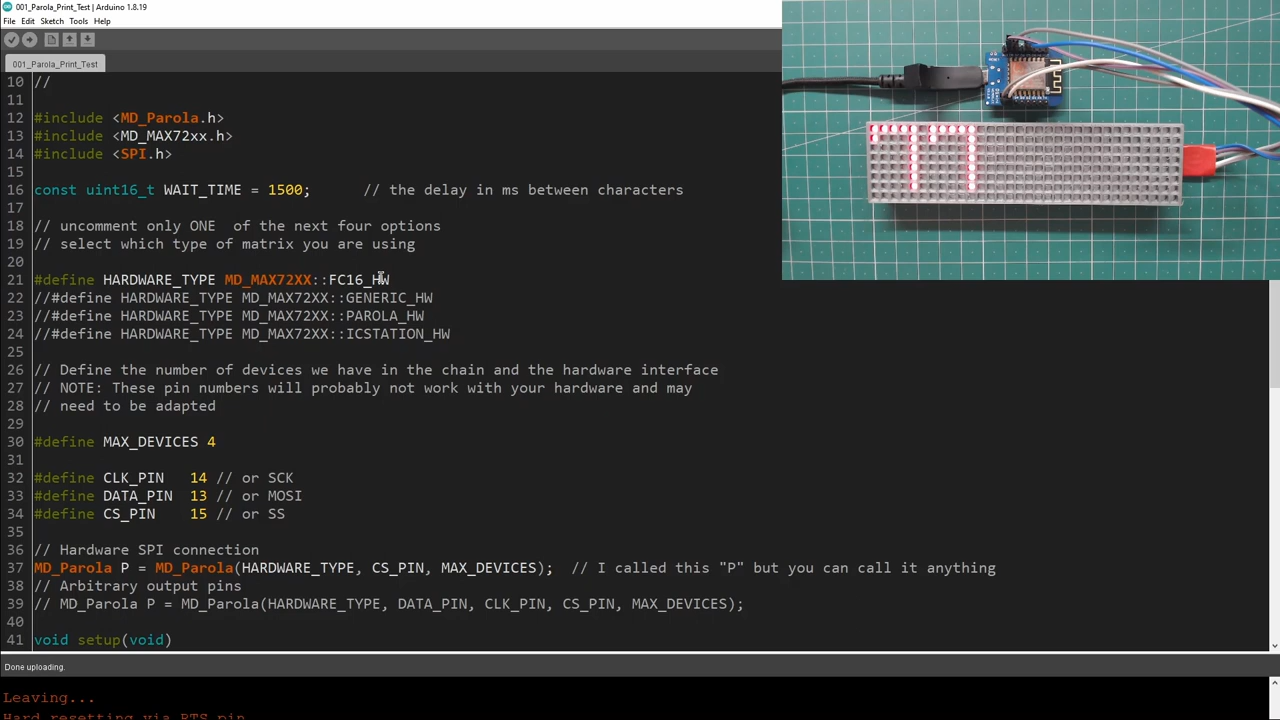 001_Parola_Print_Test | Arduino 1.8.19
File Edit Sketch Tools Help
001_Parola_Print_Test
10 //
11
12 #include <MD_Parola.h>
13 #include <MD_MAX72xx.h>
14 #include <SPI.h>
15
16 const uint16_t WAIT_TIME = 1500; // the delay in ms between characters
17
18 // uncomment only ONE of the next four options
19 // select which type of matrix you are using
20
21 #define HARDWARE_TYPE MD_MAX72XX::FC16_HW
22 //#define HARDWARE_TYPE MD_MAX72XX::GENERIC_HW
23 //#define HARDWARE_TYPE MD_MAX72XX::PAROLA_HW
24 //#define HARDWARE_TYPE MD_MAX72XX::ICSTATION_HW
25
26 // Define the number of devices we have in the chain and the hardware interface
27 // NOTE: These pin numbers will probably not work with your hardware and may
28 // need to be adapted
29
30 #define MAX_DEVICES 4
31
32 #define CLK_PIN 14 // or SCK
33 #define DATA_PIN 13 // or MOSI
34 #define CS_PIN 15 // or SS
35
36 // Hardware SPI connection
37 MD_Parola P = MD_Parola(HARDWARE_TYPE, CS_PIN, MAX_DEVICES); // I called this "P" but you can call it anything
38 // Arbitrary output pins
39 // MD_Parola P = MD_Parola(HARDWARE_TYPE, DATA_PIN, CLK_PIN, CS_PIN, MAX_DEVICES);
40
41 void setup(void)
Done uploading.
Leaving...
Hard resetting via RTS pin